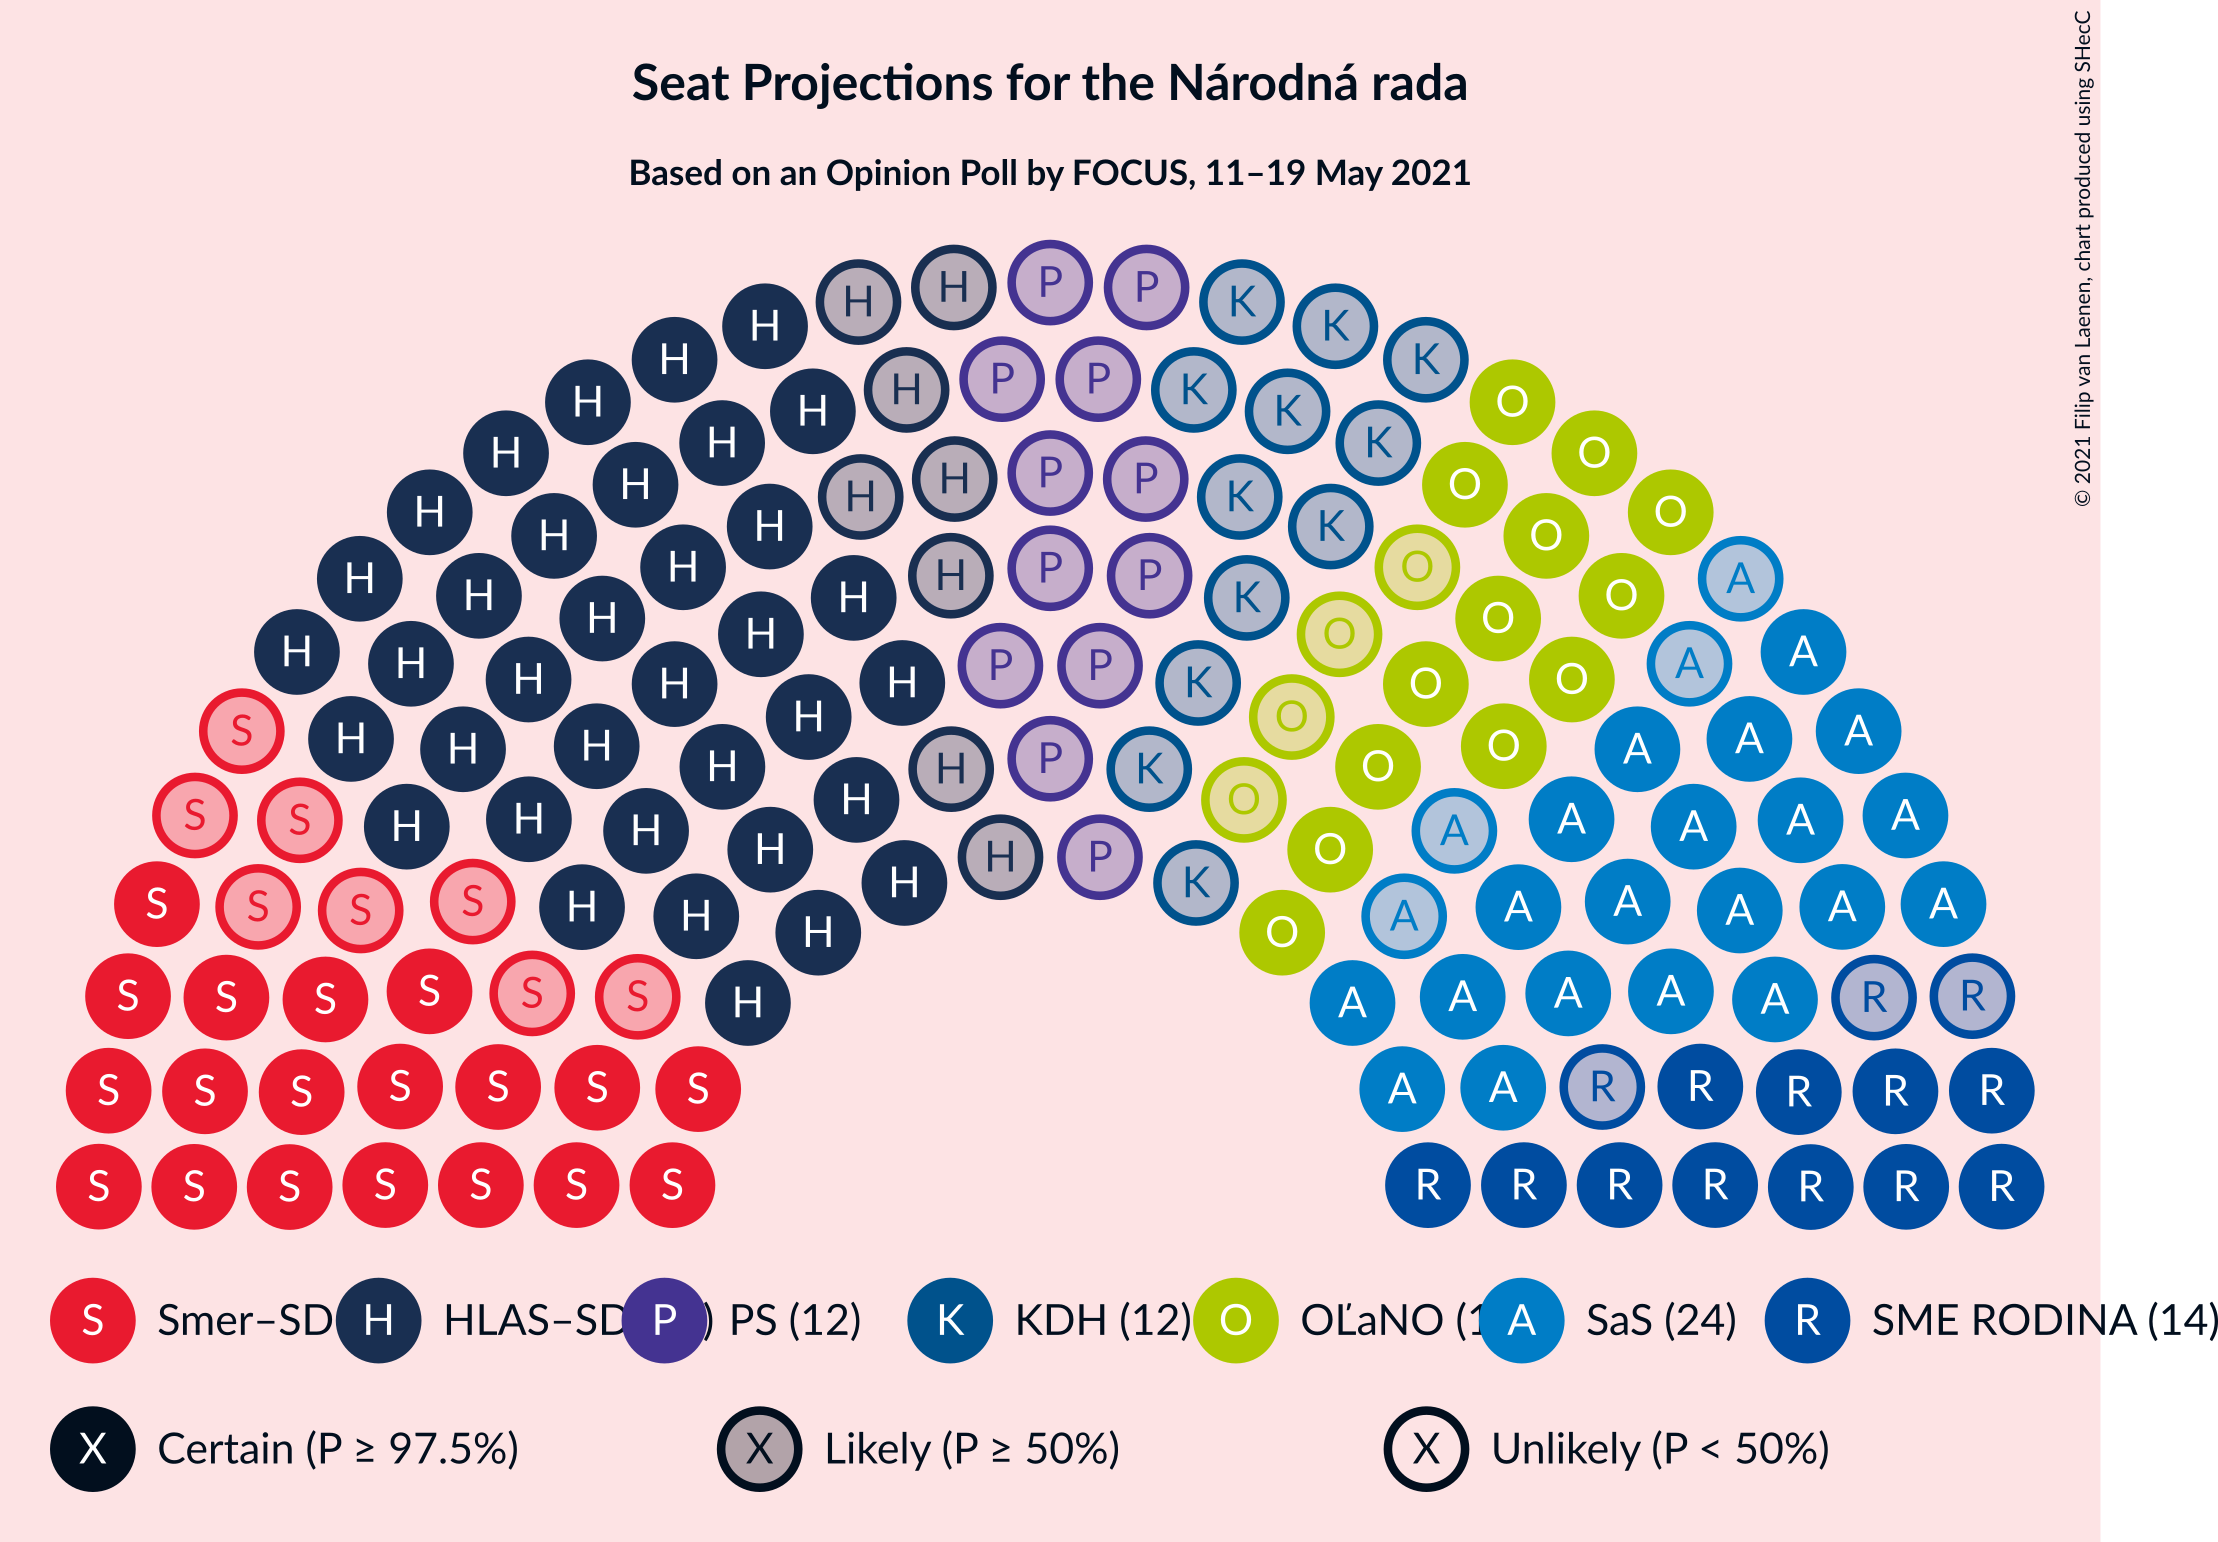 Seat Projections for the Národná rada
Based on an Opinion Poll by FOCUS, 11–19 May 2021
© 2021 Filip van Laenen, chart produced using SHecC
H H P P K K
H H K K
H H P P K K O
H H K K O
H H H P P K O O
H H K O O
H H H P P K O O A
H H H O O
H H H P P K O O A A
H H H O O A
S H H H H P K O A A A
S S H H H H O O A A A A
S S S S H H H H P K O A A A A A A
S S S S S S H A A A A A R R
S S S S S S S A A R R R R R
S S S S S S S R R R R R R R
S Smer–SD H HLAS–SD P ) PS (12) K KDH (12) O OĽaNO (1 A SaS (24) R SME RODINA (14)
X Certain (P ≥ 97.5%) X Likely (P ≥ 50%) X Unlikely (P < 50%)